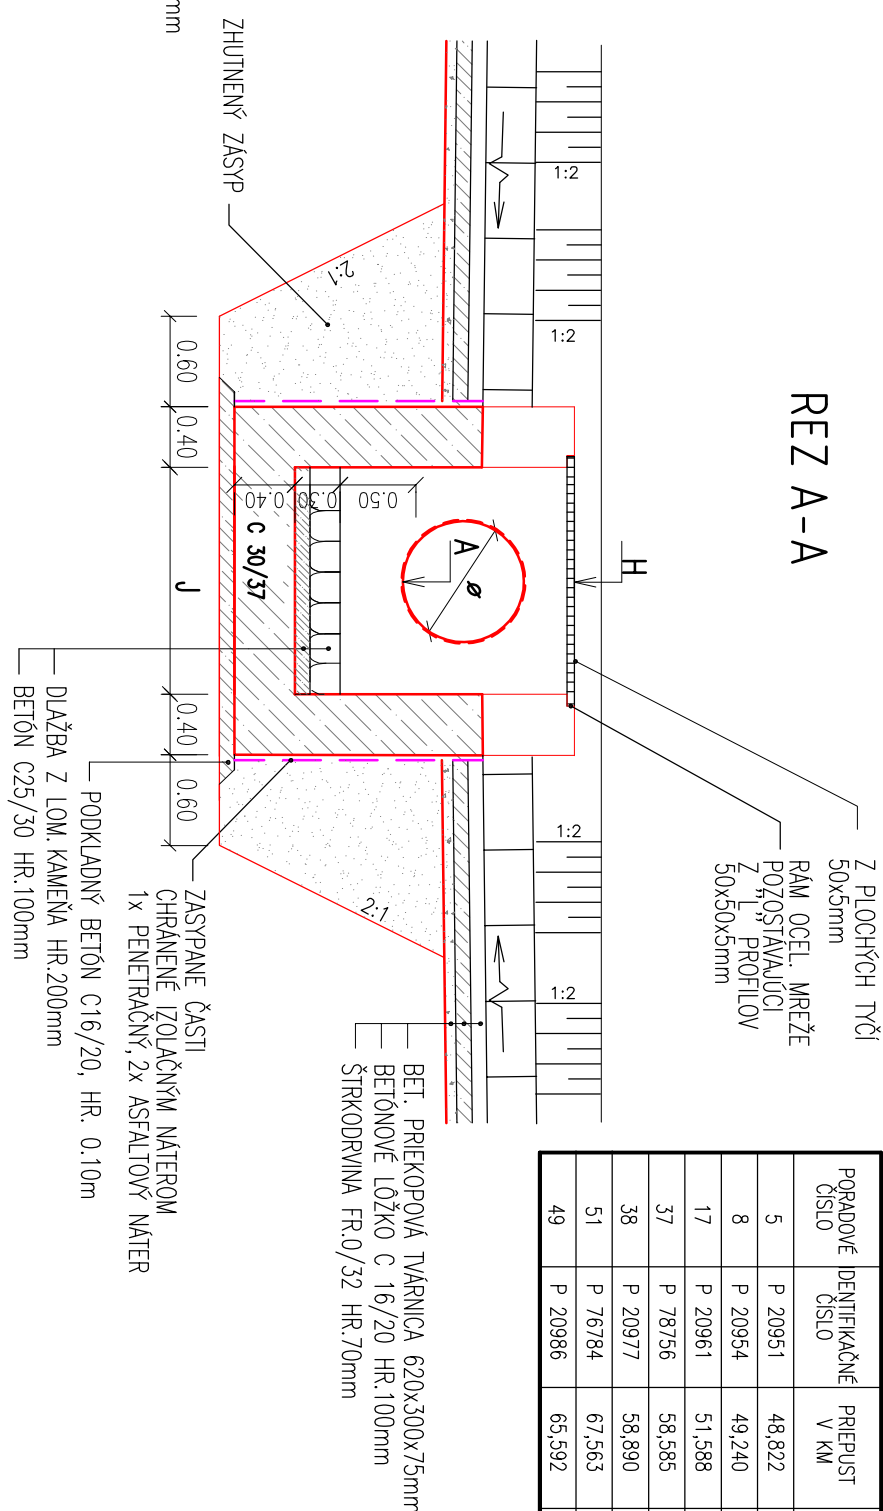 REZ A-A
Z PLOCHÝCH TYČÍ
50x5mm
RÁM OCEL. MREŽE
POZOSTÁVAJÚCI
Z "L" PROFILOV
50x50x5mm
H
1:2
1:2
1:2
1:2
A
ø
0.50
0.30
0.40
C 30/37
2:1
2:1
ZHUTNENÝ ZÁSYP
mm
0.60
0.40
J
0.40
0.60
BET. PRIEKOPOVÁ TVÁRNICA 620x300x75mm
BETÓNOVÉ LÔŽKO C 16/20 HR.100mm
ŠTRKODRVINA FR.0/32 HR.70mm
ZASYPANE ČASTI
CHRÁNENÉ IZOLAČNÝM NÁTEROM
1x PENETRAČNÝ, 2x ASFALTOVÝ NÁTER
PODKLADNÝ BETÓN C16/20, HR. 0.10m
DLAŽBA Z LOM. KAMEŇA HR.200mm
BETÓN C25/30 HR.100mm
PORADOVÉ ČÍSLO IDENTIFIKAČNÉ ČÍSLO PRIEPUST V KM
5 P 20951 48,822
8 P 20954 49,240
17 P 20961 51,588
37 P 78756 58,585
38 P 20977 58,890
51 P 76784 67,563
49 P 20986 65,592